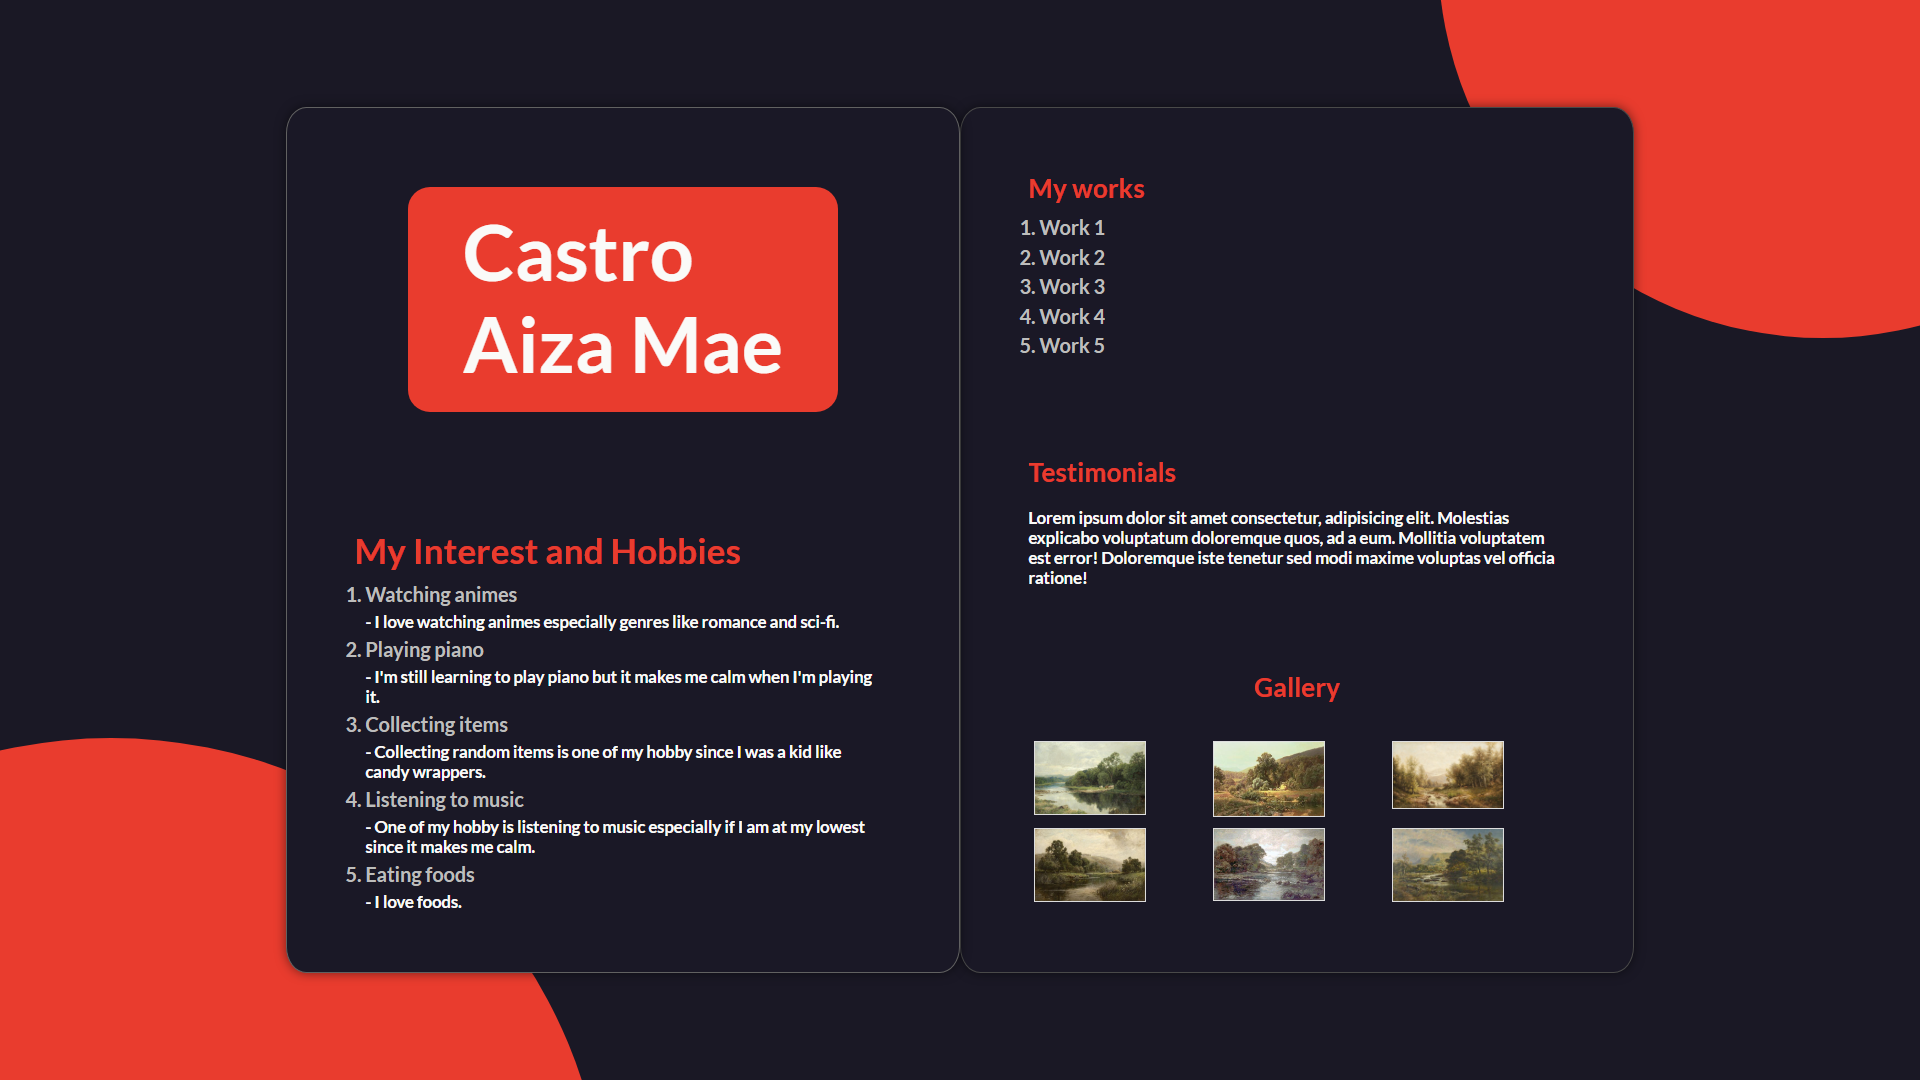 Castro
Aiza Mae
My Interest and Hobbies
1. Watching animes
- I love watching animes especially genres like romance and sci-fi.
2. Playing piano
- I'm still learning to play piano but it makes me calm when I'm playing
it.
3. Collecting items
- Collecting random items is one of my hobby since I was a kid like
candy wrappers.
4. Listening to music
- One of my hobby is listening to music especially if I am at my lowest
since it makes me calm.
5. Eating foods
- I love foods.
My works
1. Work 1
2. Work 2
3. Work 3
4. Work 4
5. Work 5
Testimonials
Lorem ipsum dolor sit amet consectetur, adipisicing elit. Molestias
explicabo voluptatum doloremque quos, ad a eum. Mollitia voluptatem
est error! Doloremque iste tenetur sed modi maxime voluptas vel officia
ratione!
Gallery